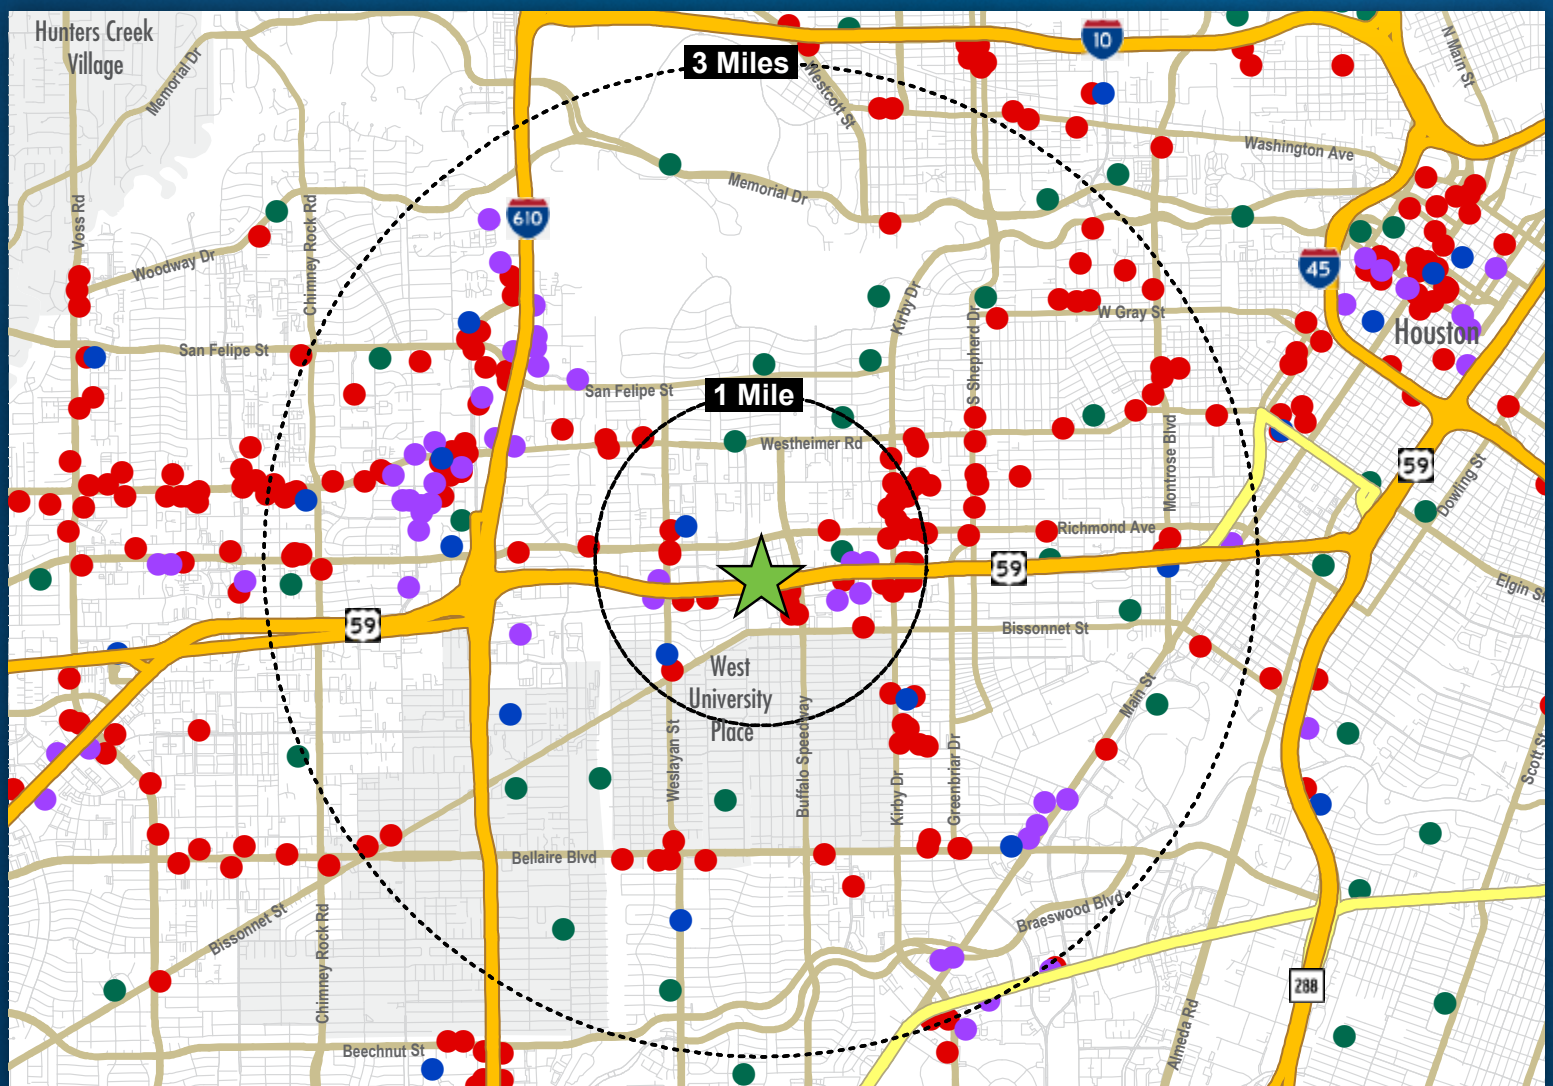 Hunters Creek
Village
Memorial Dr
3 Miles
10
Westcott St
N Main St
Washington Ave
Memorial Dr
Voss Rd
Chimney Rock Rd
610
Woodway Dr
45
Kirby Dr
S Shepherd Dr
W Gray St
Houston
San Felipe St
San Felipe St
1 Mile
Westheimer Rd
Montrose Blvd
59
Dowling St
Richmond Ave
59
Elgin St
59
Bissonnet St
West
University
Place
Main St
Weslayan St
Buffalo Speedway
Kirby Dr
Greenbriar Dr
Scott St
Bellaire Blvd
Bissonnet St
Chimney Rock Rd
Braeswood Blvd
288
Almeda Rd
Beechnut St